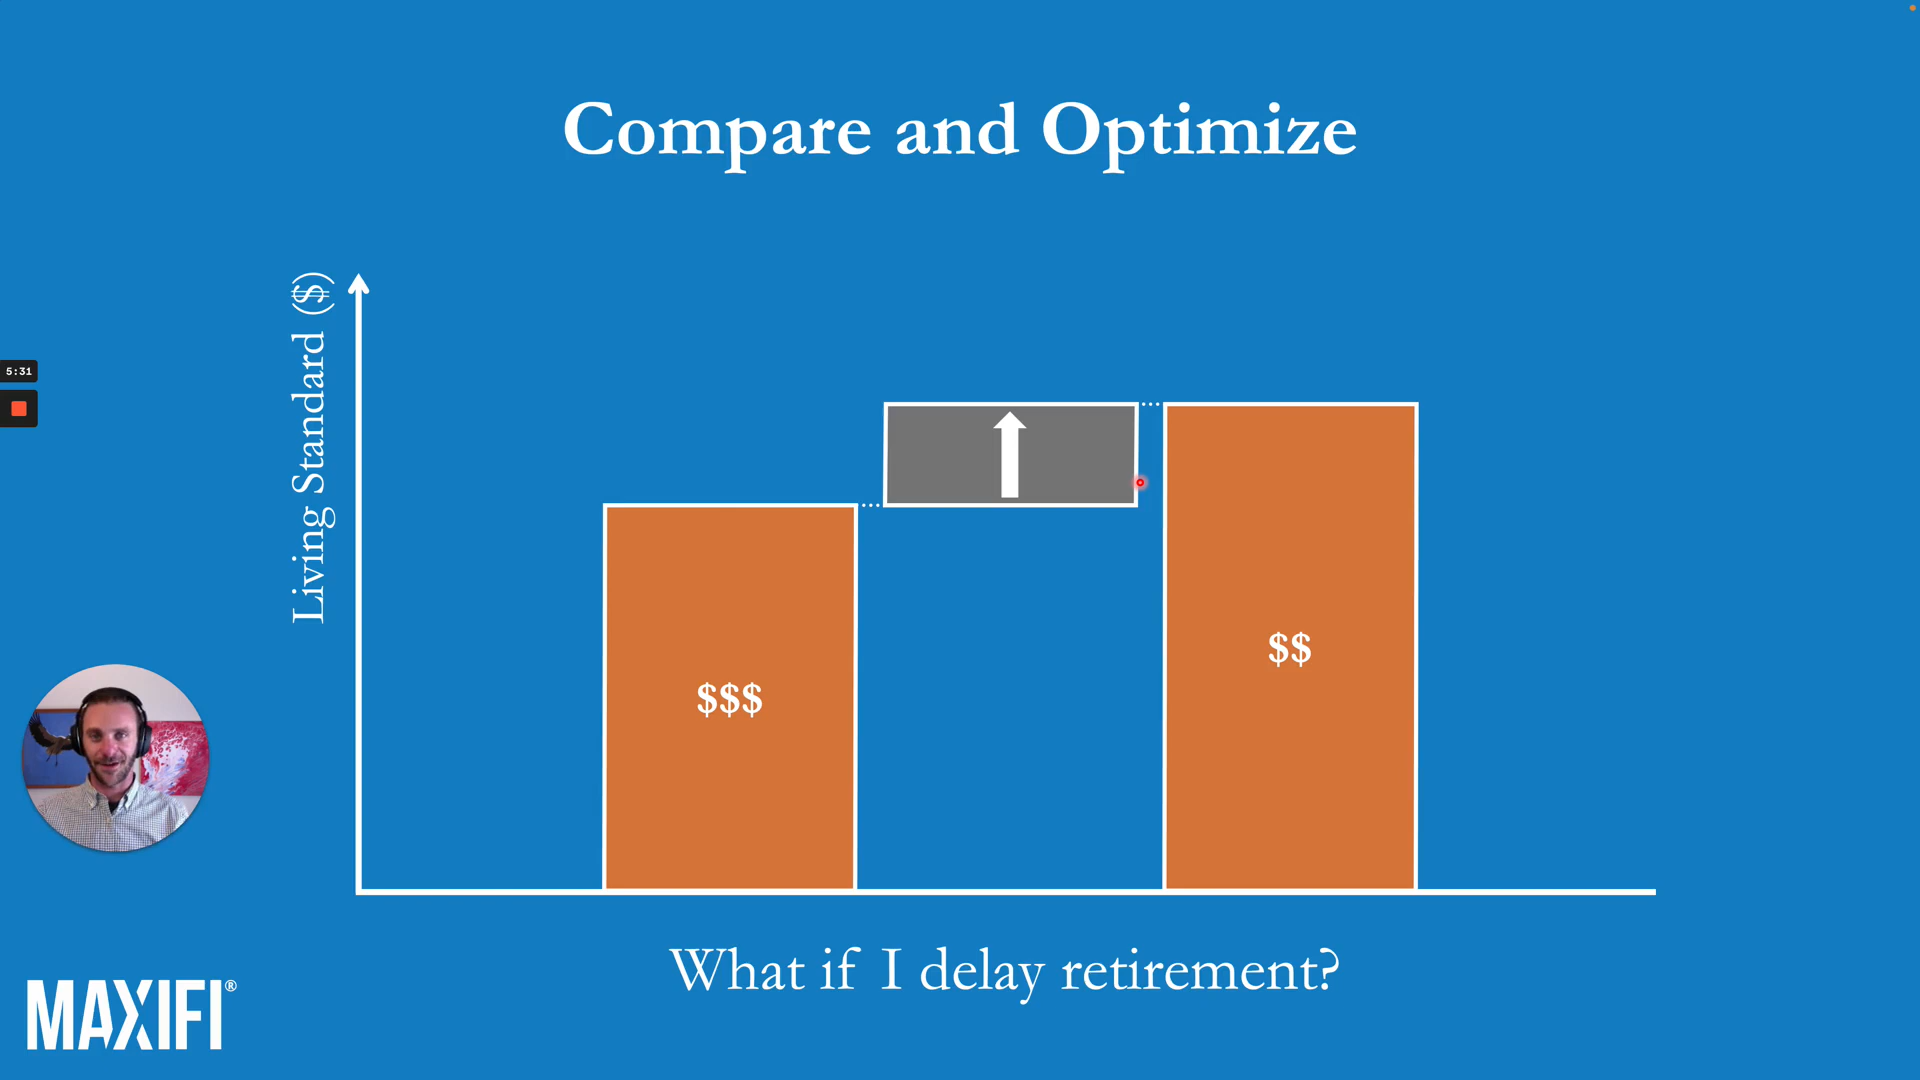 Compare and Optimize
Living Standard ($)
5:31
$$$
$$
What if I delay retirement?
MAXIFI®